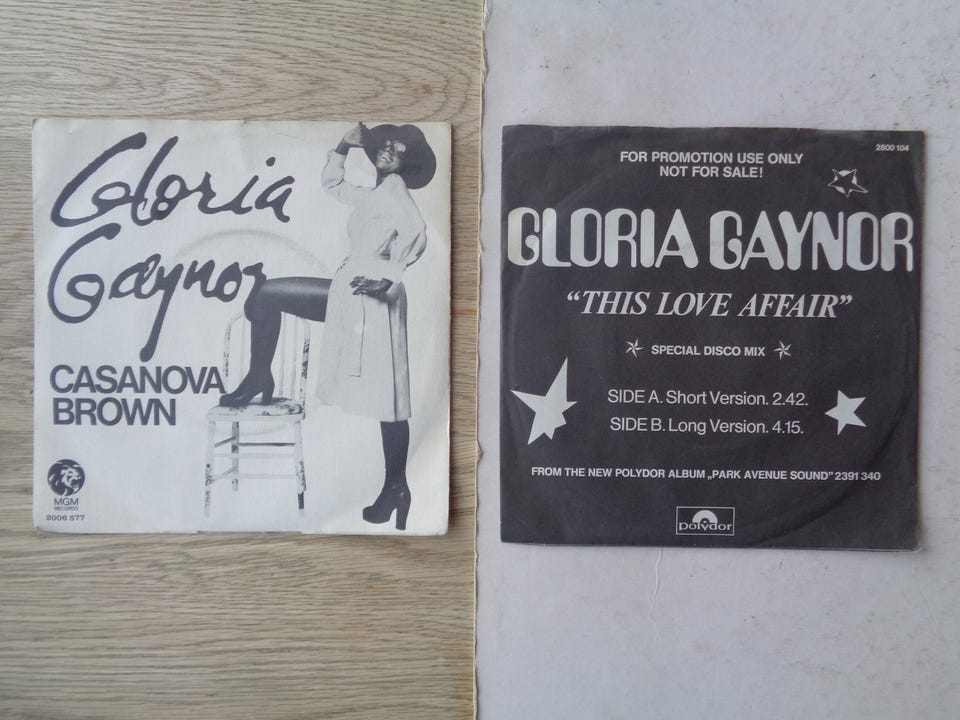 Gloria
Gaynor
CASANOVA
BROWN
MGM
RECORDS
2006 577
2800 104
FOR PROMOTION USE ONLY
NOT FOR SALE!
GLORIA GAYNOR
“THIS LOVE AFFAIR”
SPECIAL DISCO MIX
SIDE A. Short Version. 2.42.
SIDE B. Long Version. 4.15.
FROM THE NEW POLYDOR ALBUM „PARK AVENUE SOUND” 2391 340
polydor